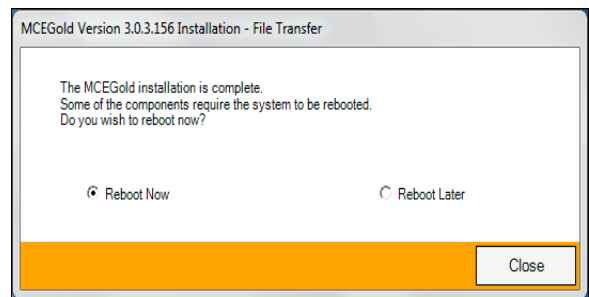 MCEGold Version 3.0.3.156 Installation - File Transfer
The MCEGold installation is complete.
Some of the components require the system to be rebooted.
Do you wish to reboot now?
Reboot Now
Reboot Later
Close